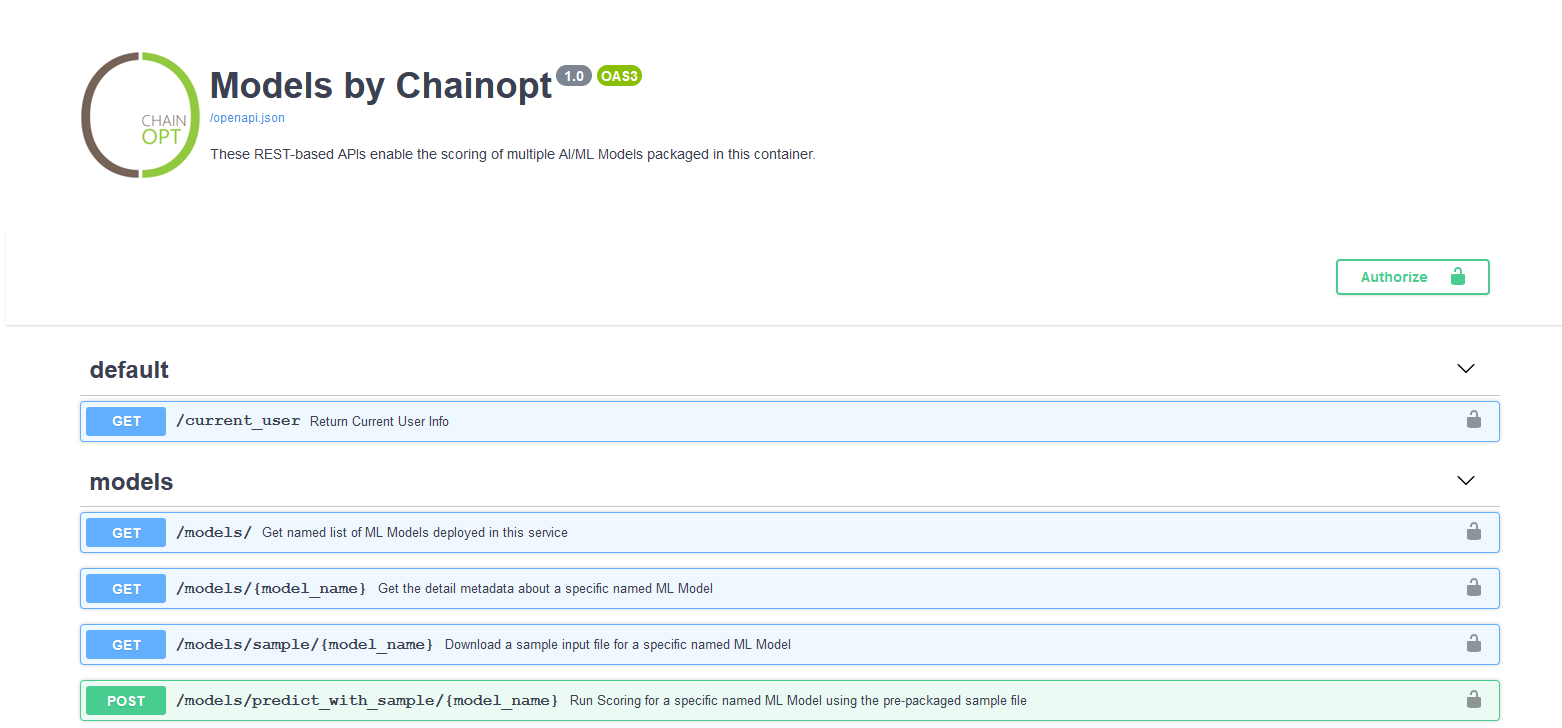 CHAIN
OPT
Models by Chainopt 1.0 OAS3
/openapi.json
These REST-based APIs enable the scoring of multiple AI/ML Models packaged in this container.
Authorize
default
GET /current_user Return Current User Info
models
GET /models/ Get named list of ML Models deployed in this service
GET /models/{model_name} Get the detail metadata about a specific named ML Model
GET /models/sample/{model_name} Download a sample input file for a specific named ML Model
POST /models/predict_with_sample/{model_name} Run Scoring for a specific named ML Model using the pre-packaged sample file